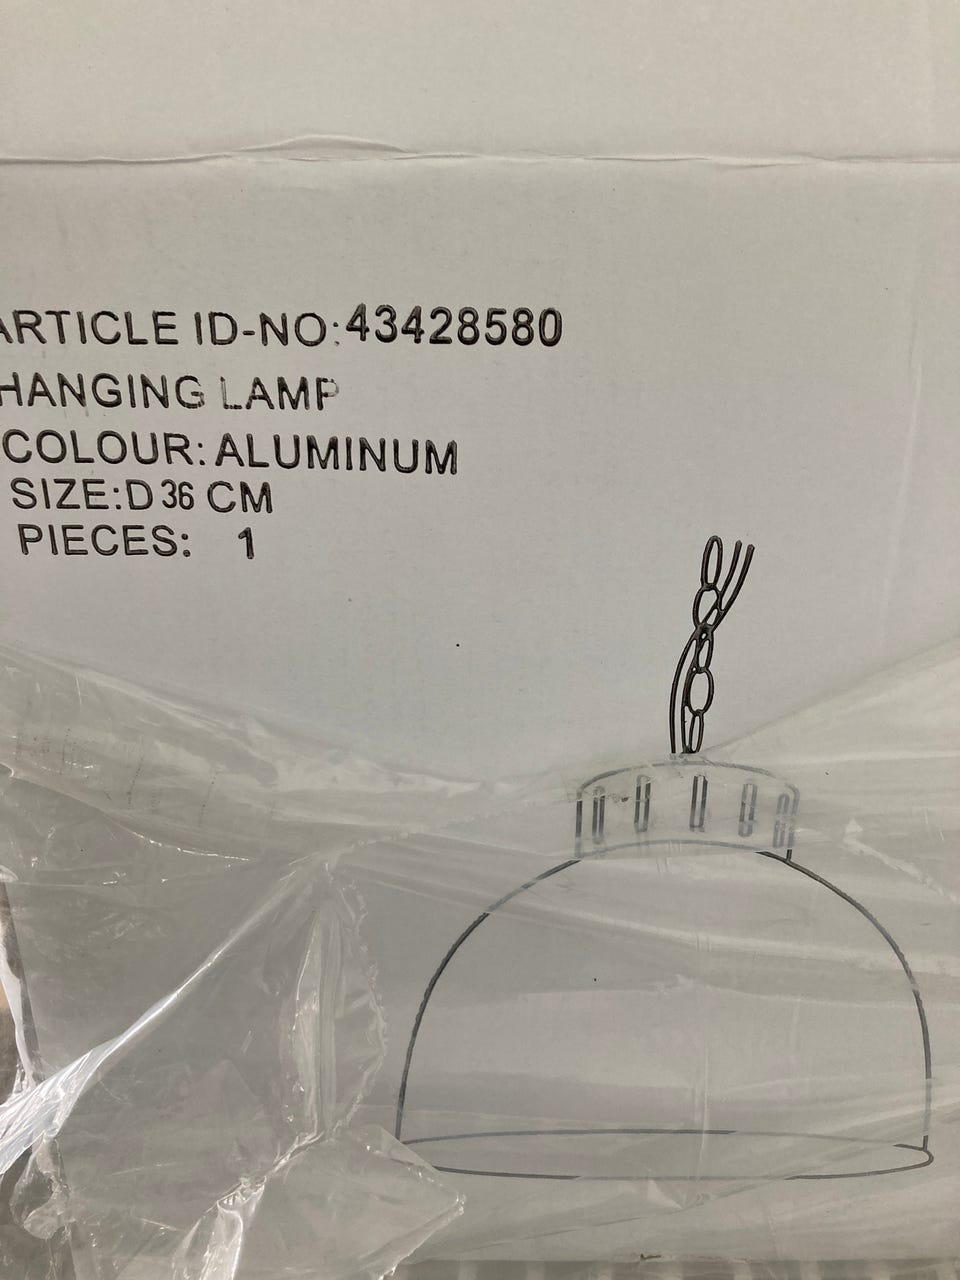 ARTICLE ID-NO:43428580
HANGING LAMP
COLOUR: ALUMINUM
SIZE:D 36 CM
PIECES: 1